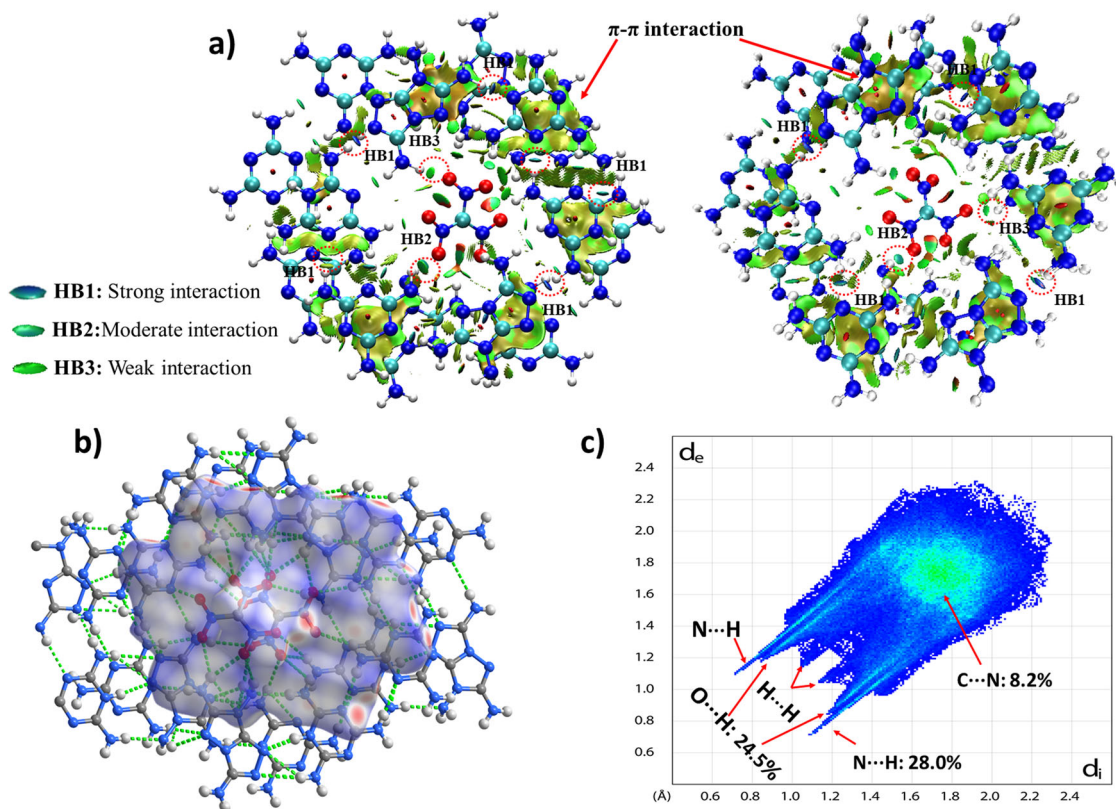 a)
π-π interaction
HB1
HB1
HB3
HB1
HB2
HB1
HB1
HB1
HB1
HB2
HB3
HB1
HB1
HB1: Strong interaction
HB2:Moderate interaction
HB3: Weak interaction
b)
c)
de
2.4
2.2
2.0
1.8
1.6
1.4
1.2
1.0
0.8
0.6
N···H
O···H: 24.5%
H···H
C···N: 8.2%
N···H: 28.0%
di
(Å)
0.6
0.8
1.0
1.2
1.4
1.6
1.8
2.0
2.2
2.4